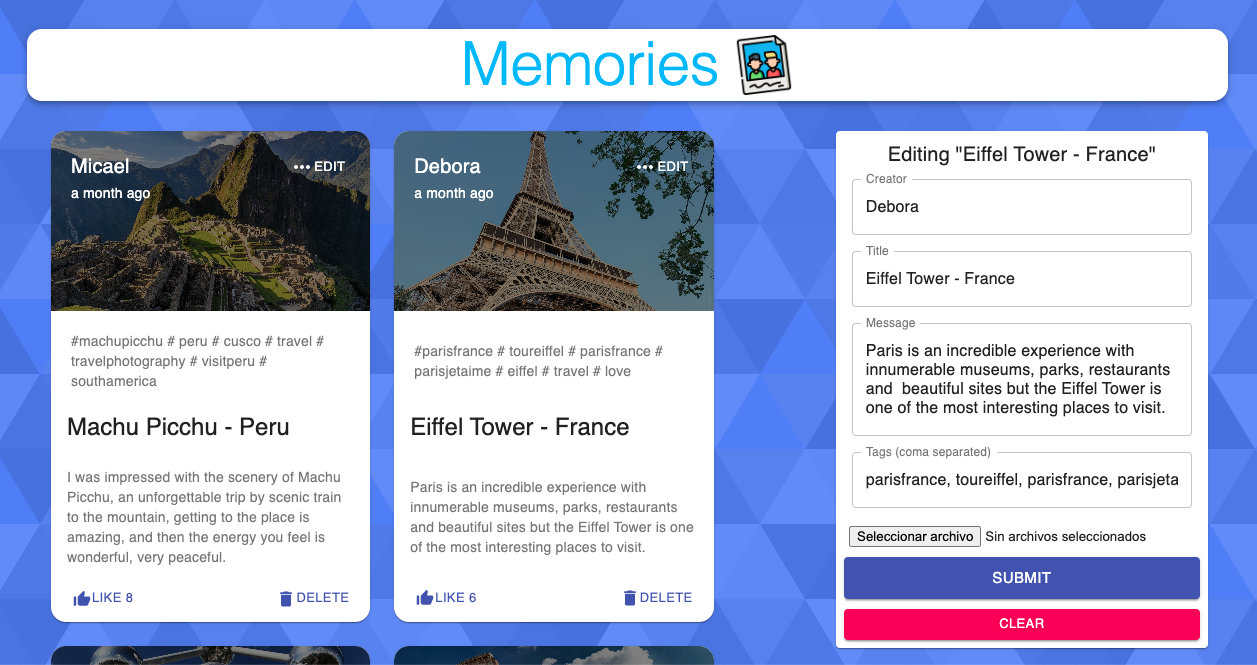 Memories
Micael
••• EDIT
a month ago
#machupicchu # peru # cusco # travel #
travelphotography # visitperu #
southamerica
Machu Picchu - Peru
I was impressed with the scenery of Machu
Picchu, an unforgettable trip by scenic train
to the mountain, getting to the place is
amazing, and then the energy you feel is
wonderful, very peaceful.
LIKE 8
DELETE
Debora
••• EDIT
a month ago
#parisfrance # toureiffel # parisfrance #
parisjetaime # eiffel # travel # love
Eiffel Tower - France
Paris is an incredible experience with
innumerable museums, parks, restaurants
and beautiful sites but the Eiffel Tower is one
of the most interesting places to visit.
LIKE 6
DELETE
Editing "Eiffel Tower - France"
Creator
Debora
Title
Eiffel Tower - France
Message
Paris is an incredible experience with
innumerable museums, parks, restaurants
and  beautiful sites but the Eiffel Tower is
one of the most interesting places to visit.
Tags (coma separated)
parisfrance, toureiffel, parisfrance, parisjeta
Seleccionar archivo Sin archivos seleccionados
SUBMIT
CLEAR